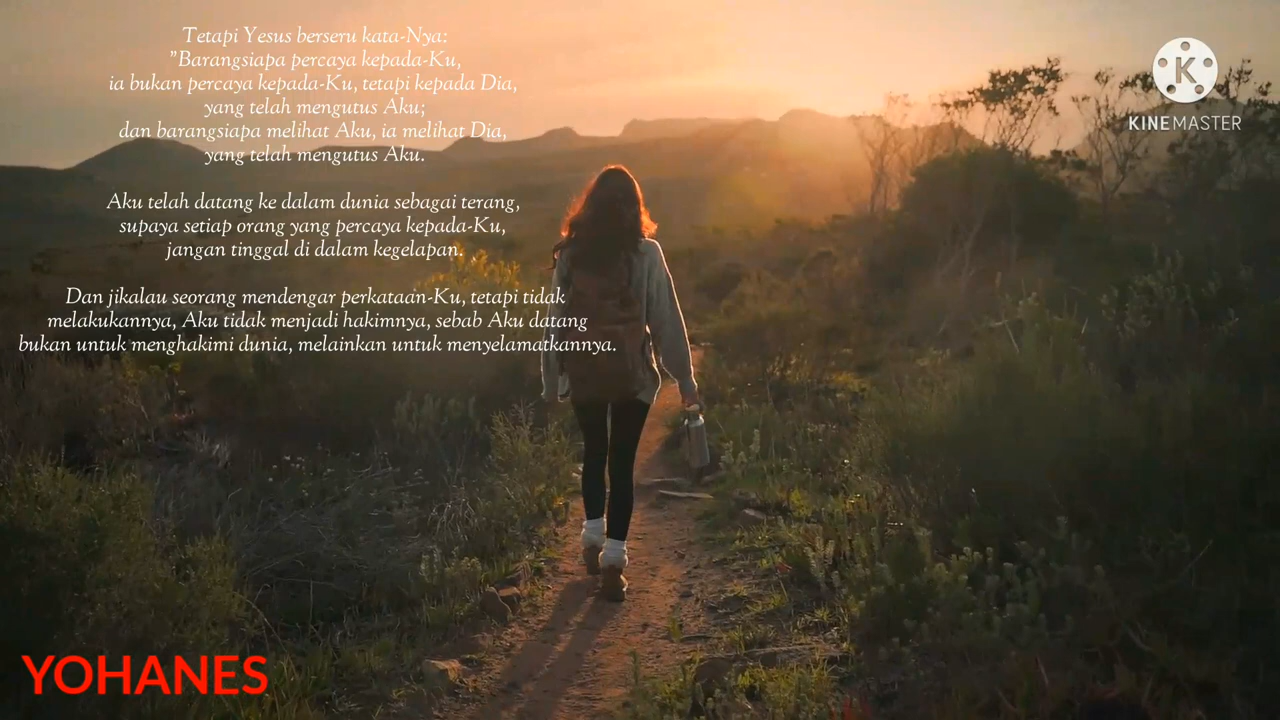 Tetapi Yesus berseru kata-Nya:
"Barangsiapa percaya kepada-Ku,
ia bukan percaya kepada-Ku, tetapi kepada Dia,
yang telah mengutus Aku;
dan barangsiapa melihat Aku, ia melihat Dia,
yang telah mengutus Aku.
Aku telah datang ke dalam dunia sebagai terang,
supaya setiap orang yang percaya kepada-Ku,
jangan tinggal di dalam kegelapan.
Dan jikalau seorang mendengar perkataan-Ku, tetapi tidak
melakukannya, Aku tidak menjadi hakimnya, sebab Aku datang
bukan untuk menghakimi dunia, melainkan untuk menyelamatkannya.
K
KINEMASTER
YOHANES